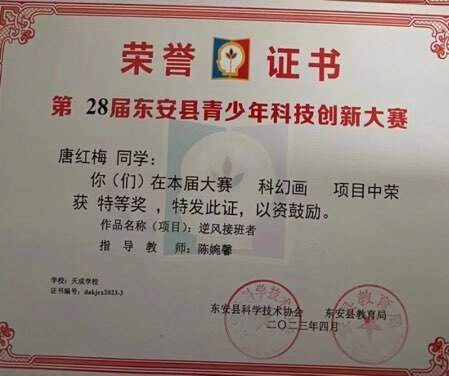 荣誉证书
第 28届东安县青少年科技创新大赛
唐红梅 同学：
你（们）在本届大赛 科幻画 项目中荣
获 特等奖 ，特发此证，以资鼓励。
作品名称（项目）：逆风接班者
指 导 教 师：陈婉馨
学校：天成学校
证书编号：dakjcx2023-3
东安县科学技术协会 东安县教育局
二〇二三年四月